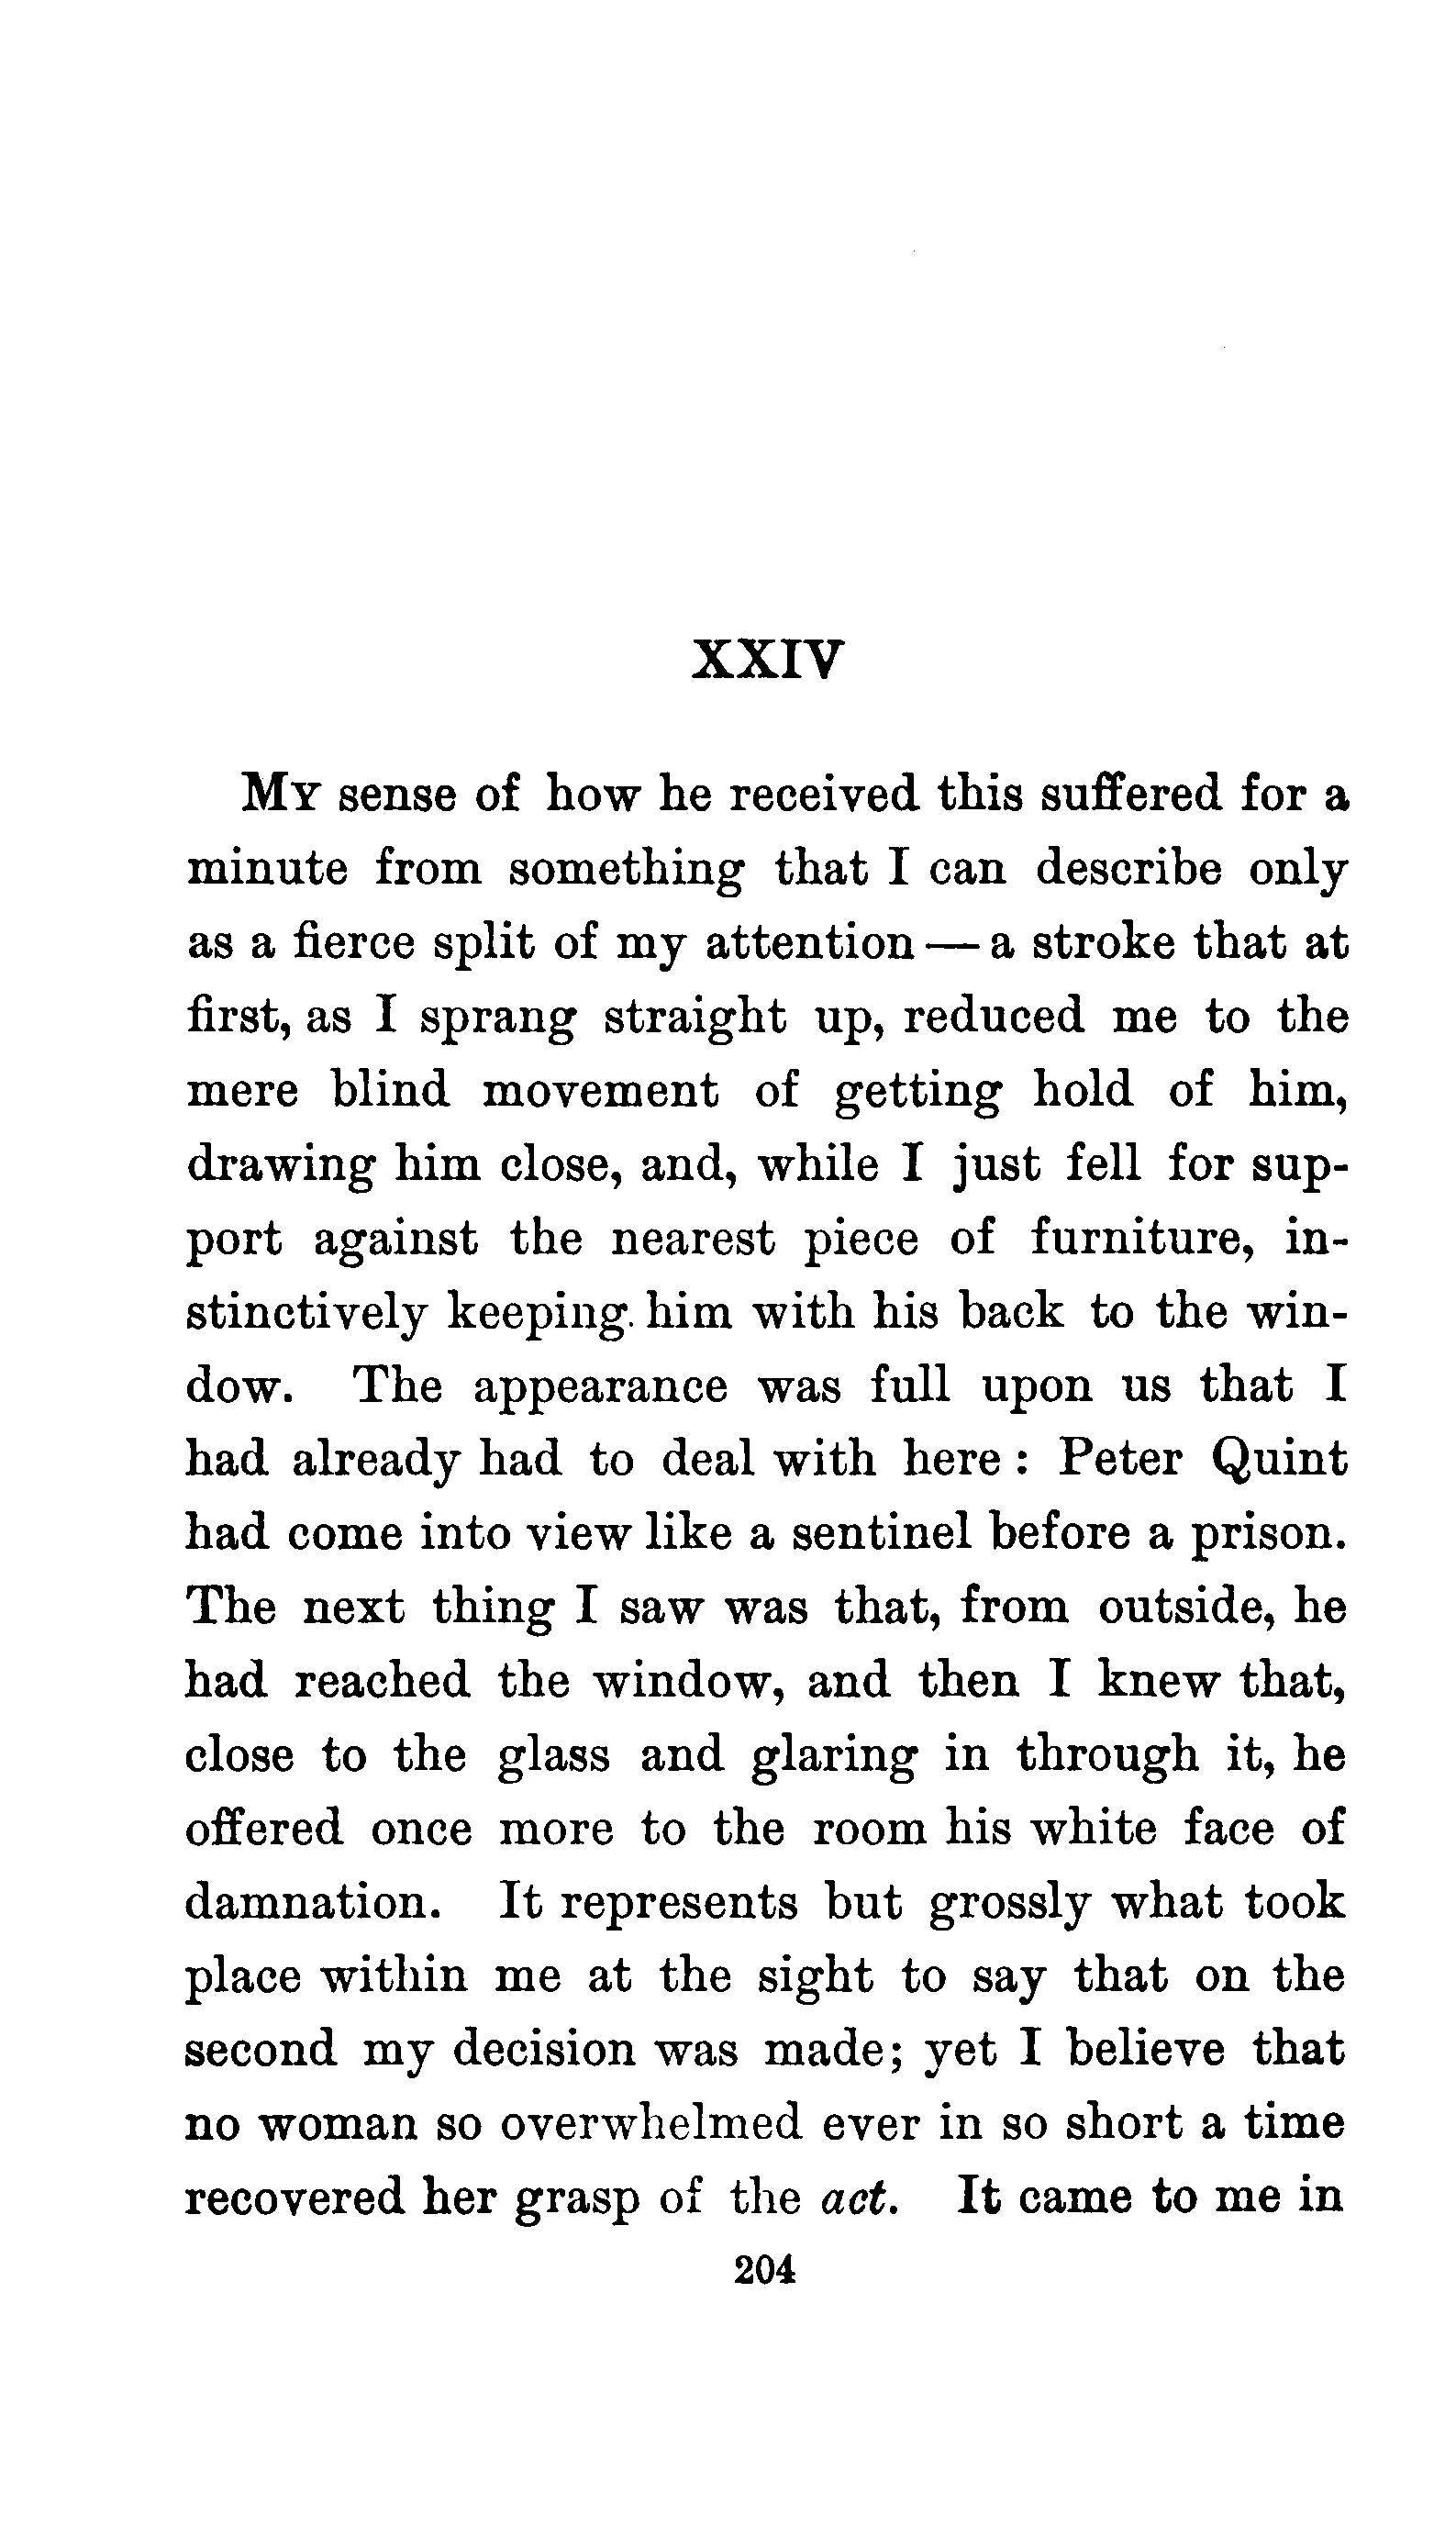 XXIV
My sense of how he received this suffered for a
minute from something that I can describe only
as a fierce split of my attention — a stroke that at
first, as I sprang straight up, reduced me to the
mere blind movement of getting hold of him,
drawing him close, and, while I just fell for sup-
port against the nearest piece of furniture, in-
stinctively keeping. him with his back to the win-
dow. The appearance was full upon us that I
had already had to deal with here : Peter Quint
had come into view like a sentinel before a prison.
The next thing I saw was that, from outside, he
had reached the window, and then I knew that,
close to the glass and glaring in through it, he
offered once more to the room his white face of
damnation. It represents but grossly what took
place within me at the sight to say that on the
second my decision was made; yet I believe that
no woman so overwhelmed ever in so short a time
recovered her grasp of the act. It came to me in
204